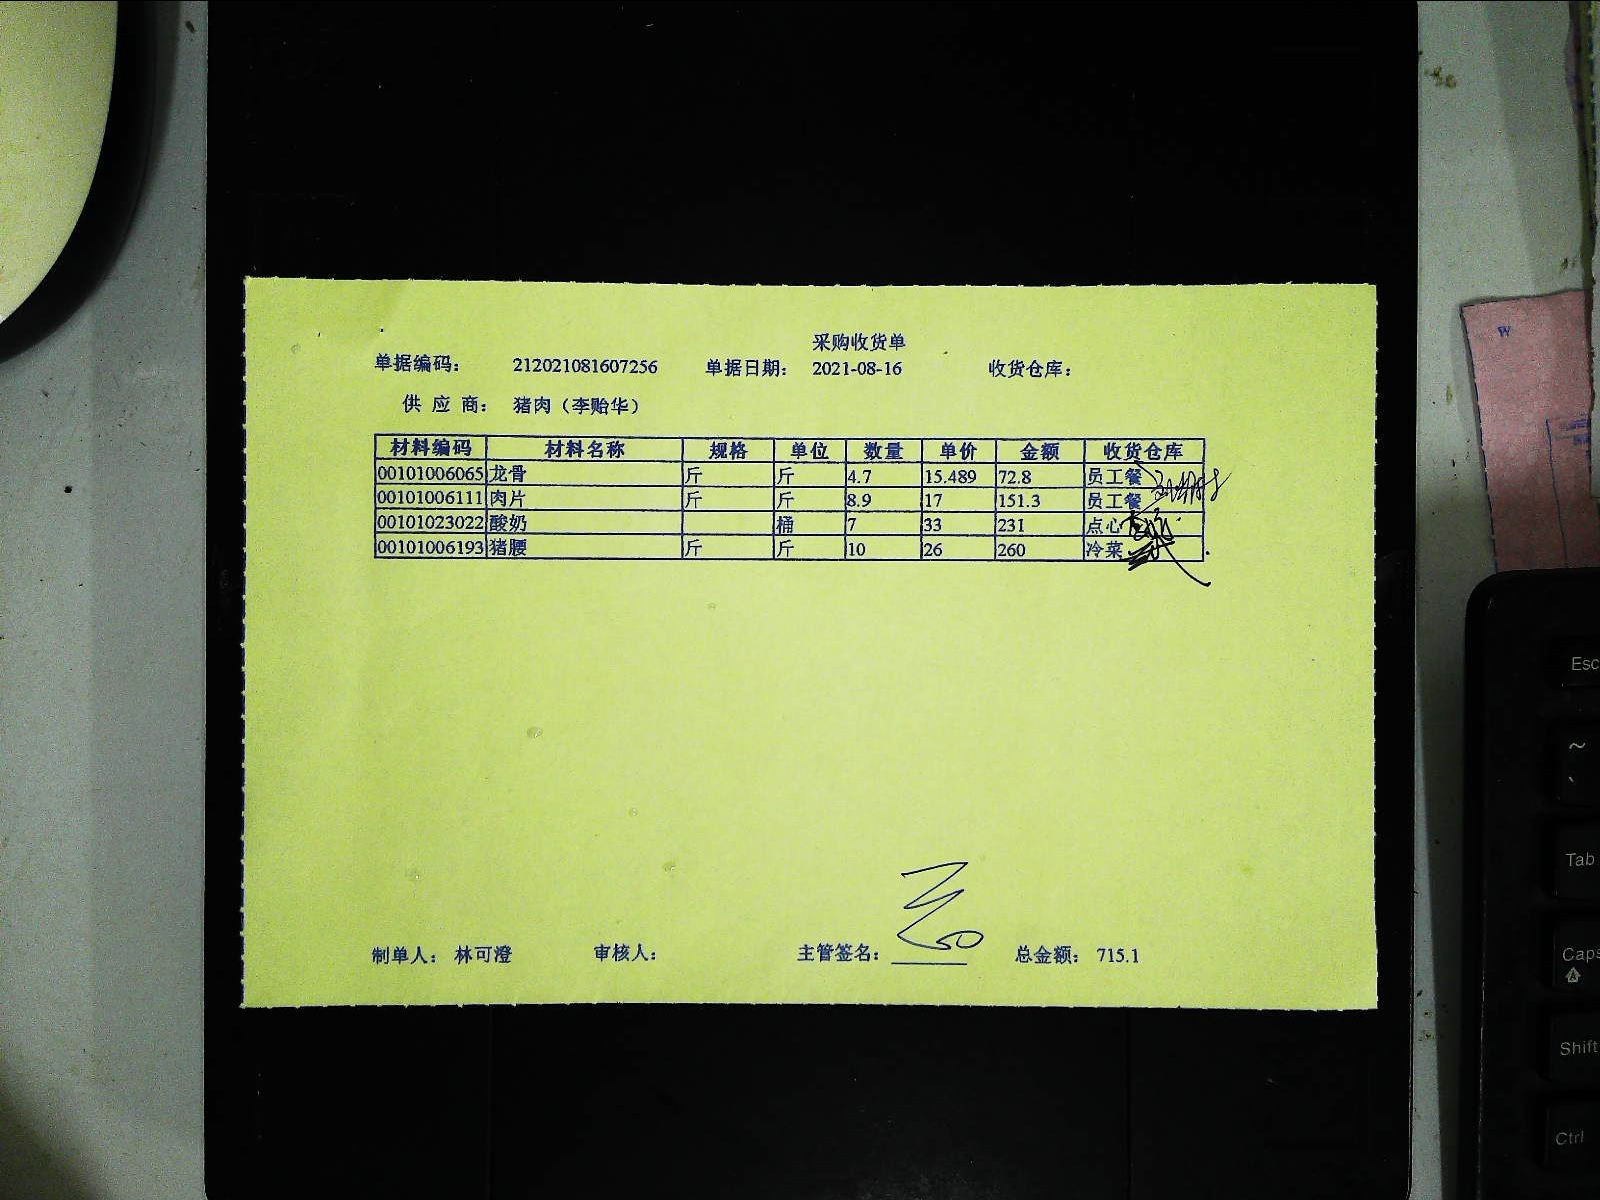 采购收货单
单据编码： 212021081607256 单据日期： 2021-08-16 收货仓库：
供 应 商： 猪肉（李贻华）
材料编码 材料名称 规格 单位 数量 单价 金额 收货仓库
00101006065 龙骨 斤 斤 4.7 15.489 72.8 员工餐
00101006111 肉片 斤 斤 8.9 17 151.3 员工餐
00101023022 酸奶 桶 7 33 231 点心
00101006193 猪腰 斤 斤 10 26 260 冷菜
制单人： 林可澄 审核人： 主管签名： 总金额： 715.1
W
Esc
~
`
Tab
Caps
Shift
Ctrl